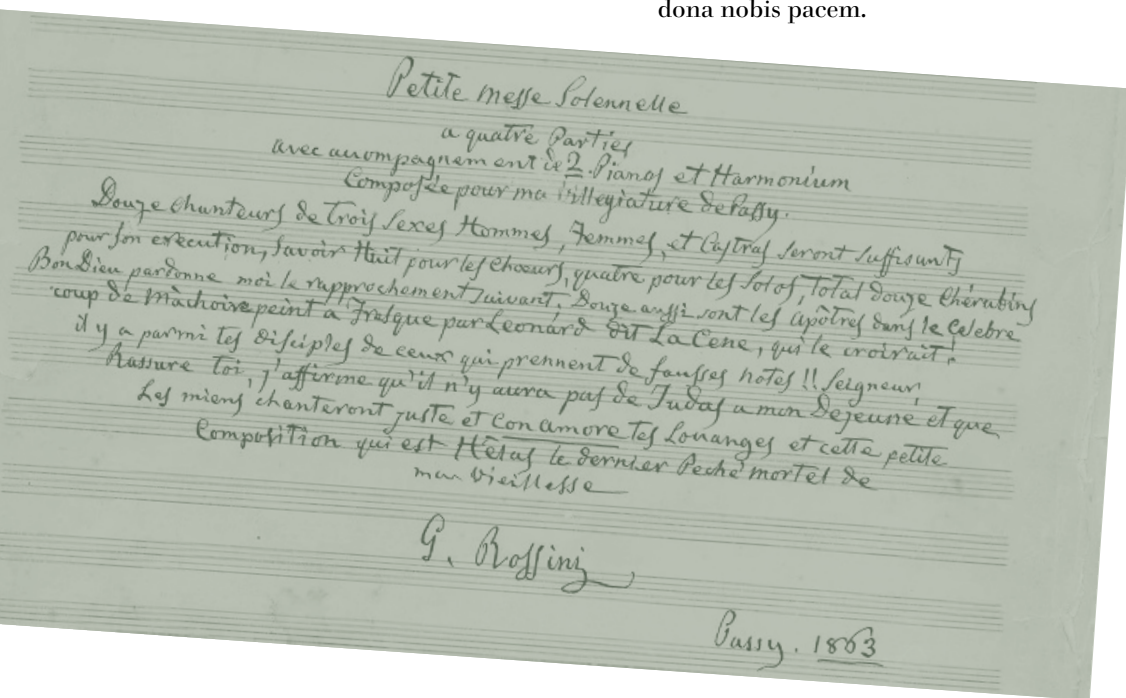 dona nobis pacem.
Petite messe Solennelle
a quatre Parties
avec accompagnement de 2 Pianos et Harmonium
Composée pour ma villegiature de Passy.
Douze chanteurs de trois Sexes Hommes, Femmes, et Castras seront suffisants
pour son execution, savoir Huit pour les Choeurs, quatre pour les Solos, total douze Chérubins
Bon Dieu pardonne moi le rapprochement suivant, Douze aussi sont les apôtres dans le Celebre
coup de Mâchoire peint a Fresque par Leonard dit La Cene, qui le croirait!
il y a parmi tes disciples de ceux qui prennent de fausses notes!! Seigneur,
Rassure toi, j'affirme qu'il n'y aura pas de Judas a mon Dejeuné et que
Les miens chanteront juste et Con amore tes Louanges et cette petite
Composition qui est Hêlas le dernier Peché mortel de
ma vieillesse
G. Rossini
Passy. 1863